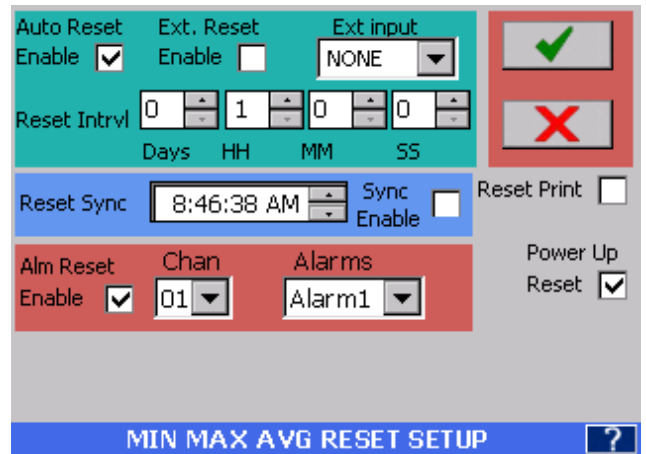 Auto Reset Ext. Reset Ext input
Enable Enable NONE
Reset Intrvl 0 1 0 0
Days HH MM SS
Reset Sync 8:46:38 AM Sync Enable
Reset Print
Alm Reset Chan Alarms
Enable 01 Alarm1
Power Up
Reset
MIN MAX AVG RESET SETUP ?